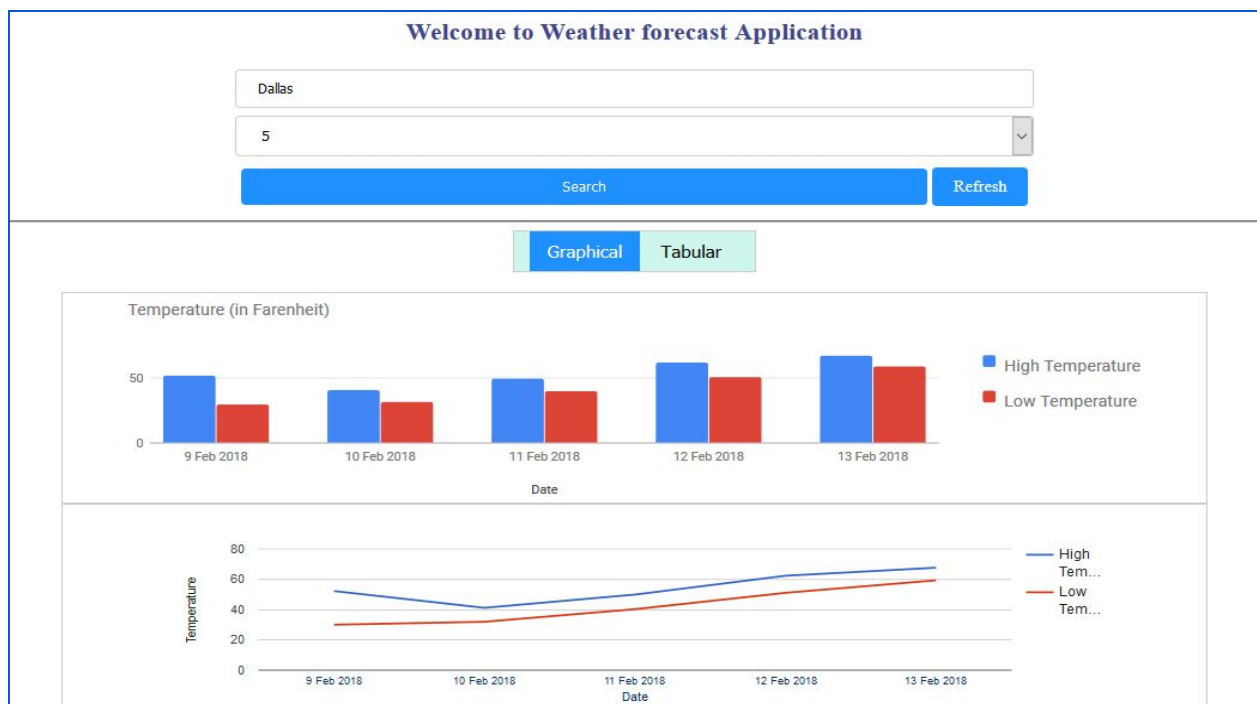 Welcome to Weather forecast Application
Dallas
5
Search Refresh
Graphical Tabular
Temperature (in Farenheit)
50
0
High Temperature
Low Temperature
9 Feb 2018 10 Feb 2018 11 Feb 2018 12 Feb 2018 13 Feb 2018
Date
Temperature
80
60
40
20
0
High
Tem...
Low
Tem...
9 Feb 2018 10 Feb 2018 11 Feb 2018 12 Feb 2018 13 Feb 2018
Date